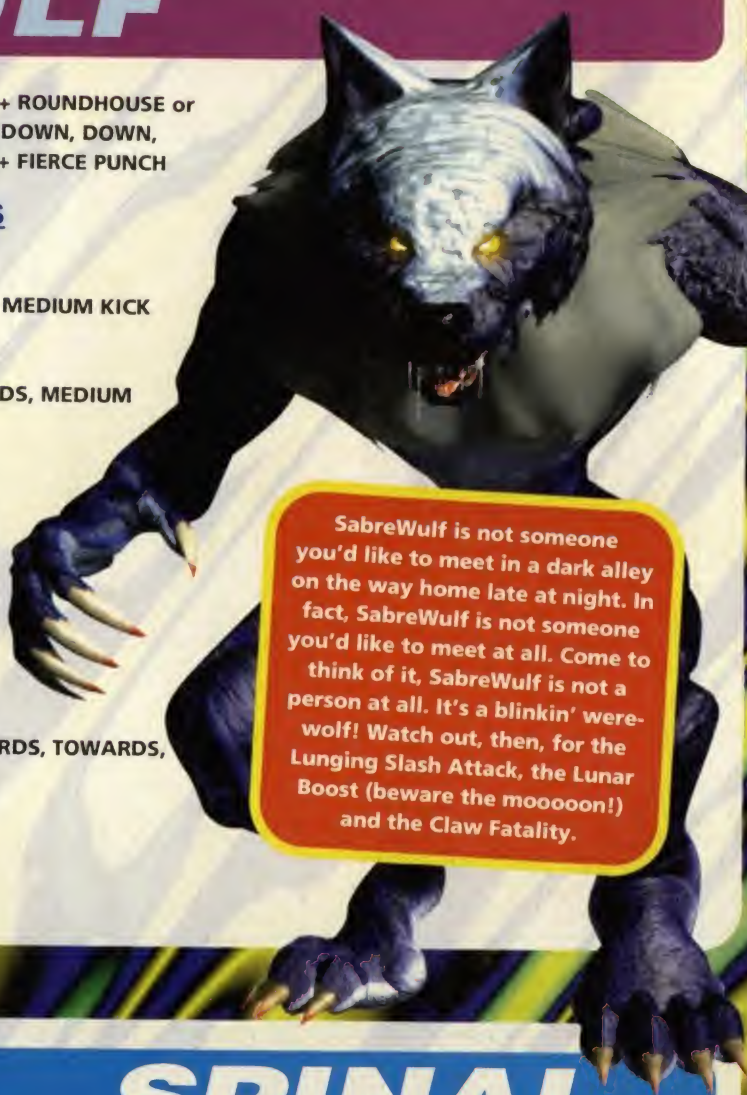 ULF
+ ROUNDHOUSE or
DOWN, DOWN,
+ FIERCE PUNCH
S
MEDIUM KICK
DS, MEDIUM
RDS, TOWARDS,
SabreWulf is not someone
you'd like to meet in a dark alley
on the way home late at night. In
fact, SabreWulf is not someone
you'd like to meet at all. Come to
think of it, SabreWulf is not a
person at all. It's a blinkin' were-
wolf! Watch out, then, for the
Lunging Slash Attack, the Lunar
Boost (beware the mooooon!)
and the Claw Fatality.
SPINAL